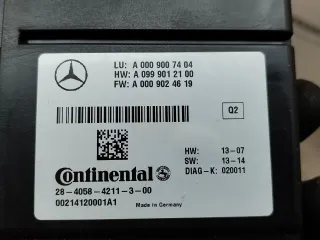 LU: A 000 900 74 04
HW: A 099 901 21 00
FW: A 000 902 46 19
Q2
Continental
28-4058-4211-3-00
00214120001A1
HW: 13-07
SW: 13-14
DIAG-K: 020011
Made in Germany